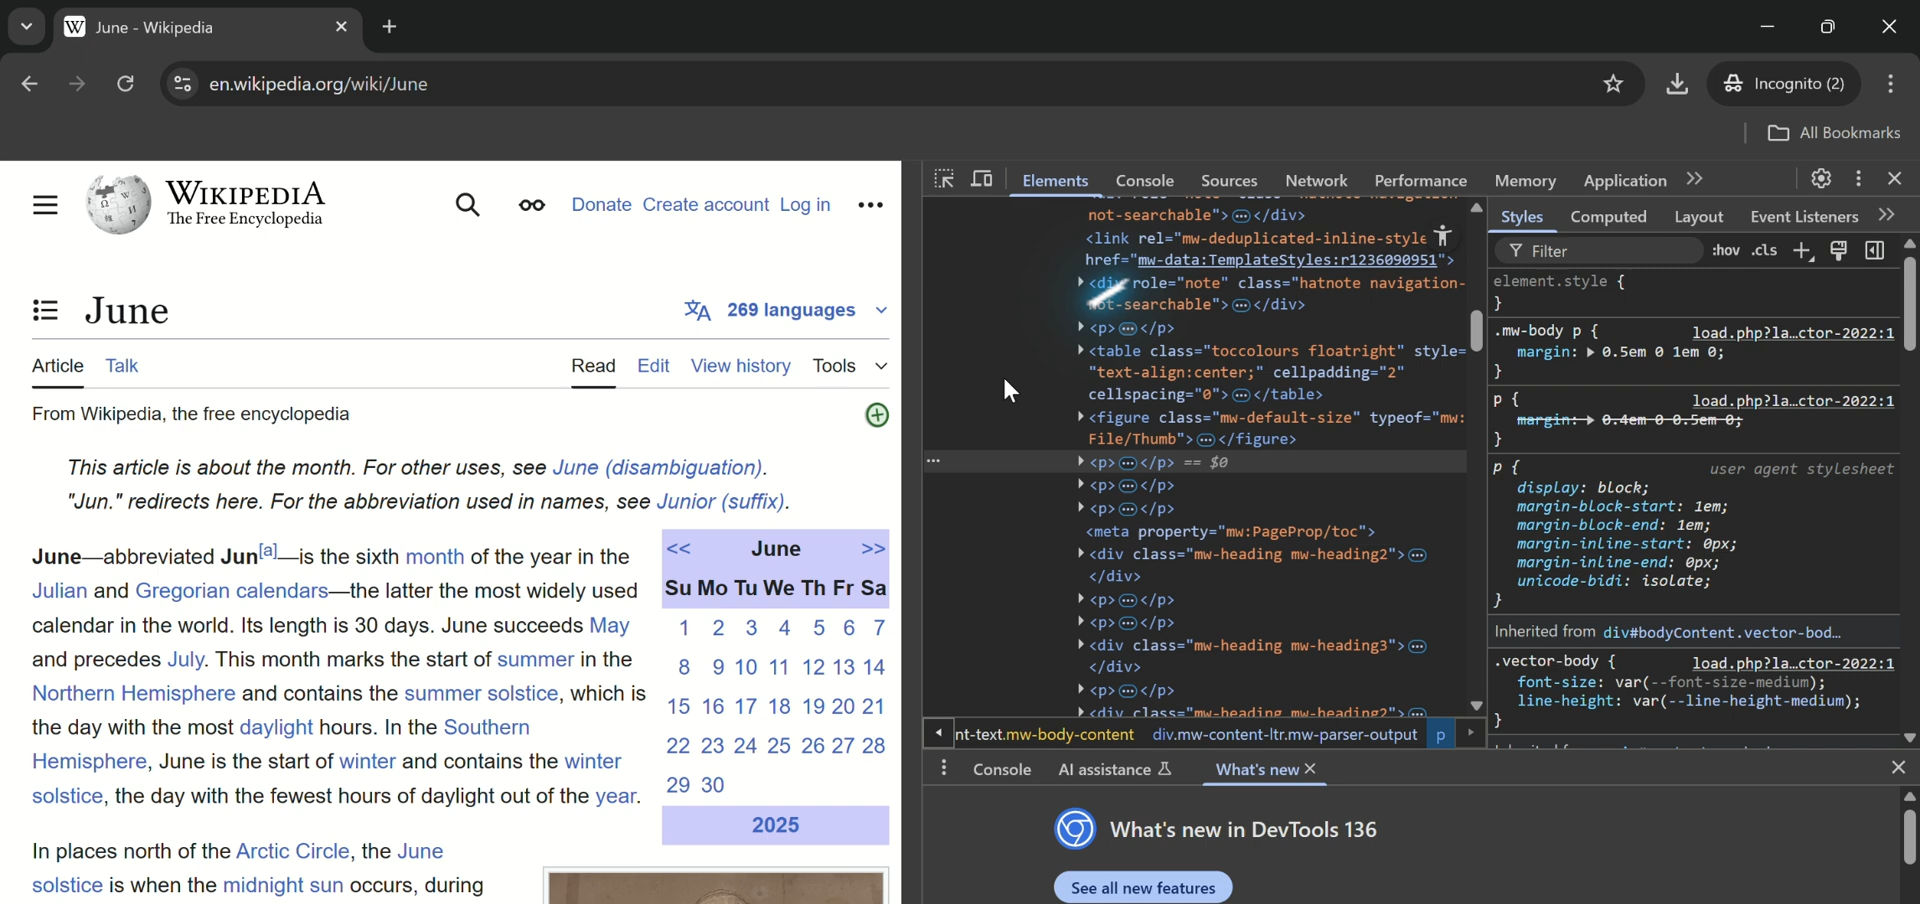 June - Wikipedia
en.wikipedia.org/wiki/June
Incognito (2)
All Bookmarks
WIKIPEDIA
The Free Encyclopedia
Donate Create account Log in
June
269 languages
Article Talk Read Edit View history Tools
From Wikipedia, the free encyclopedia
This article is about the month. For other uses, see June (disambiguation).
"Jun." redirects here. For the abbreviation used in names, see Junior (suffix).
June—abbreviated Jun[a]—is the sixth month of the year in the
Julian and Gregorian calendars—the latter the most widely used
calendar in the world. Its length is 30 days. June succeeds May
and precedes July. This month marks the start of summer in the
Northern Hemisphere and contains the summer solstice, which is
the day with the most daylight hours. In the Southern
Hemisphere, June is the start of winter and contains the winter
solstice, the day with the fewest hours of daylight out of the year.
In places north of the Arctic Circle, the June
solstice is when the midnight sun occurs, during
<< June >>
Su Mo Tu We Th Fr Sa
1 2 3 4 5 6 7
8 9 10 11 12 13 14
15 16 17 18 19 20 21
22 23 24 25 26 27 28
29 30
2025
Elements Console Sources Network Performance Memory Application
not-searchable">…</div>
<link rel="mw-deduplicated-inline-style
href="mw-data:TemplateStyles:r1236090951">
<div role="note" class="hatnote navigation-
not-searchable">…</div>
<p>…</p>
<table class="toccolours floatright" style=
"text-align:center;" cellpadding="2"
cellspacing="0">…</table>
<figure class="mw-default-size" typeof="mw:
File/Thumb">…</figure>
<p>…</p> == $0
<p>…</p>
<p>…</p>
<meta property="mw:PageProp/toc">
<div class="mw-heading mw-heading2">…
</div>
<p>…</p>
<p>…</p>
<div class="mw-heading mw-heading3">…
</div>
<p>…</p>
<div class="mw-heading mw-heading2">…
nt-text.mw-body-content div.mw-content-ltr.mw-parser-output p
Styles Computed Layout Event Listeners
Filter :hov .cls
element.style {
}
.mw-body p { load.php?la…ctor-2022:1
margin: 0.5em 0 1em 0;
}
p { load.php?la…ctor-2022:1
margin: 0.4em 0 0.5em 0;
}
p { user agent stylesheet
display: block;
margin-block-start: 1em;
margin-block-end: 1em;
margin-inline-start: 0px;
margin-inline-end: 0px;
unicode-bidi: isolate;
}
Inherited from div#bodyContent.vector-bod…
.vector-body { load.php?la…ctor-2022:1
font-size: var(--font-size-medium);
line-height: var(--line-height-medium);
}
Console AI assistance What's new
What's new in DevTools 136
See all new features